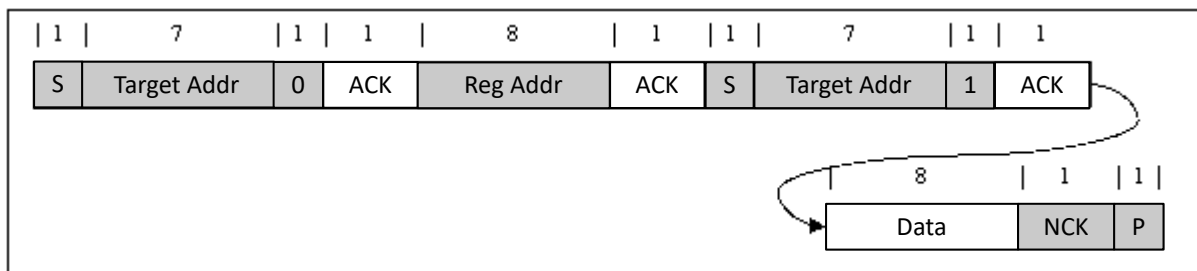 | 1 | 7 | 1 | 1 | 8 | 1 | 1 | 7 | 1 | 1
S Target Addr 0 ACK Reg Addr ACK S Target Addr 1 ACK
| 8 | 1 | 1 |
Data NCK P